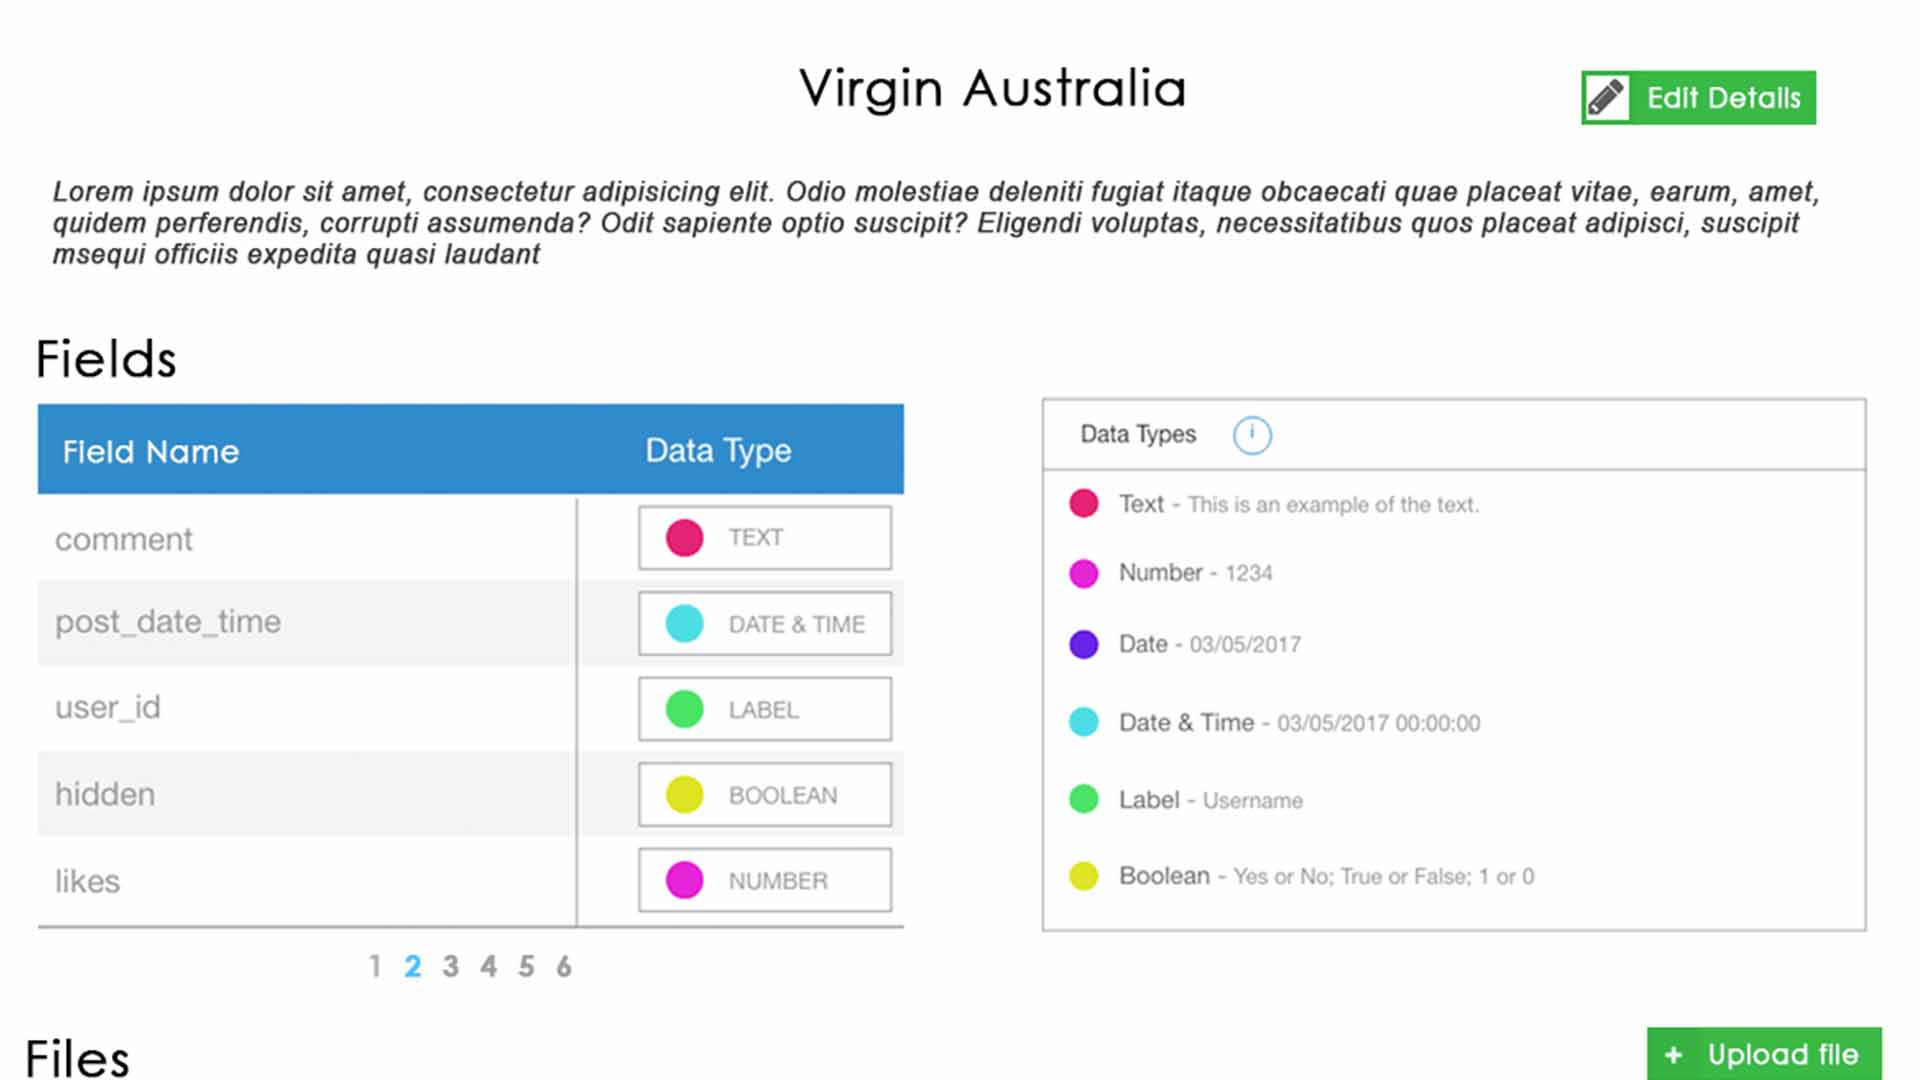 Virgin Australia
Edit Details
Lorem ipsum dolor sit amet, consectetur adipisicing elit. Odio molestiae deleniti fugiat itaque obcaecati quae placeat vitae, earum, amet,
quidem perferendis, corrupti assumenda? Odit sapiente optio suscipit? Eligendi voluptas, necessitatibus quos placeat adipisci, suscipit
msequi officiis expedita quasi laudant
Fields
Field Name Data Type
comment TEXT
post_date_time DATE & TIME
user_id LABEL
hidden BOOLEAN
likes NUMBER
1 2 3 4 5 6
Data Types
Text - This is an example of the text.
Number - 1234
Date - 03/05/2017
Date & Time - 03/05/2017 00:00:00
Label - Username
Boolean - Yes or No; True or False; 1 or 0
Files
+ Upload file